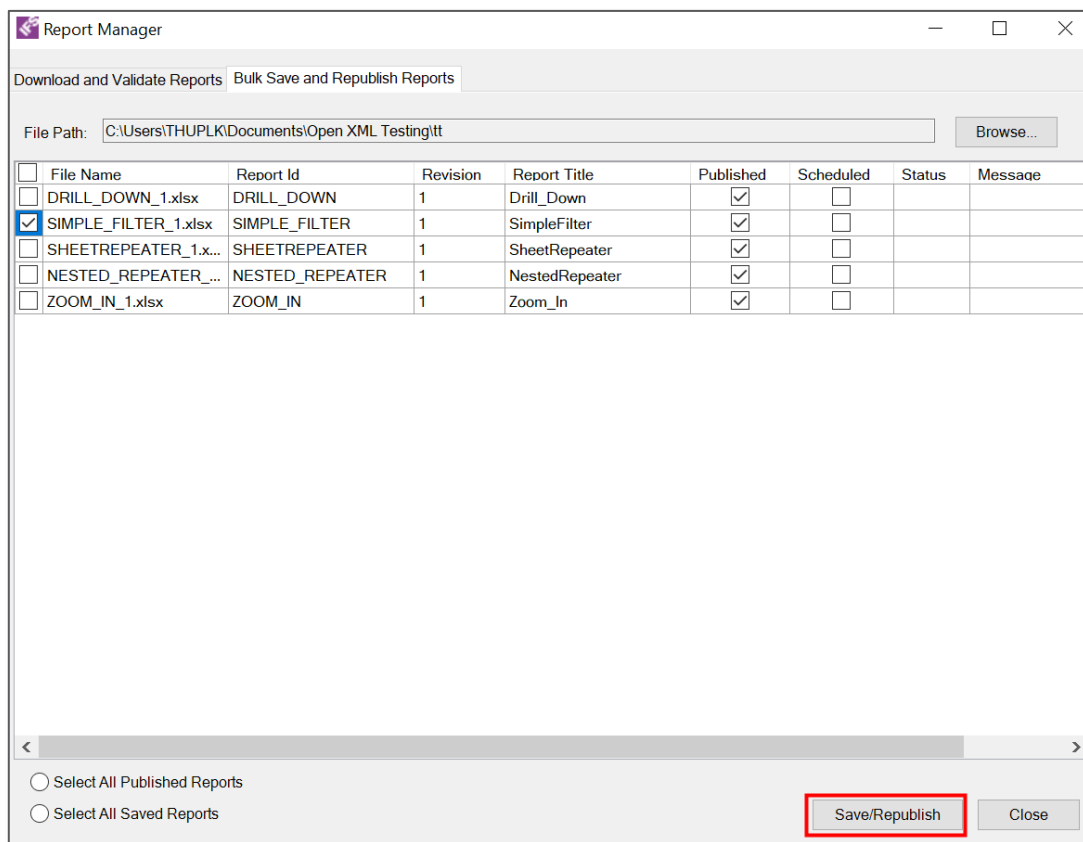 IFS Report Manager
Download and Validate Reports Bulk Save and Republish Reports
File Path: C:\Users\THUPLK\Documents\Open XML Testing\tt Browse...
File Name Report Id Revision Report Title Published Scheduled Status Message
DRILL_DOWN_1.xlsx DRILL_DOWN 1 Drill_Down
SIMPLE_FILTER_1.xlsx SIMPLE_FILTER 1 SimpleFilter
SHEETREPEATER_1.x... SHEETREPEATER 1 SheetRepeater
NESTED_REPEATER_... NESTED_REPEATER 1 NestedRepeater
ZOOM_IN_1.xlsx ZOOM_IN 1 Zoom_In
Select All Published Reports
Select All Saved Reports
Save/Republish Close